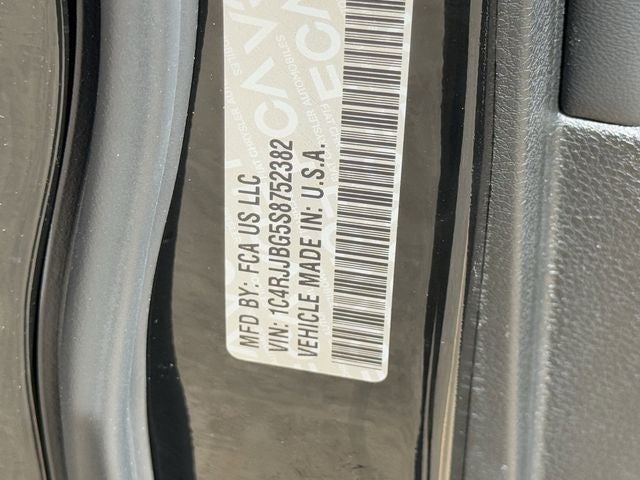 MFD BY: FCA US LLC
VIN: 1C4RJJBG5S8752382
VEHICLE MADE IN: U.S.A.